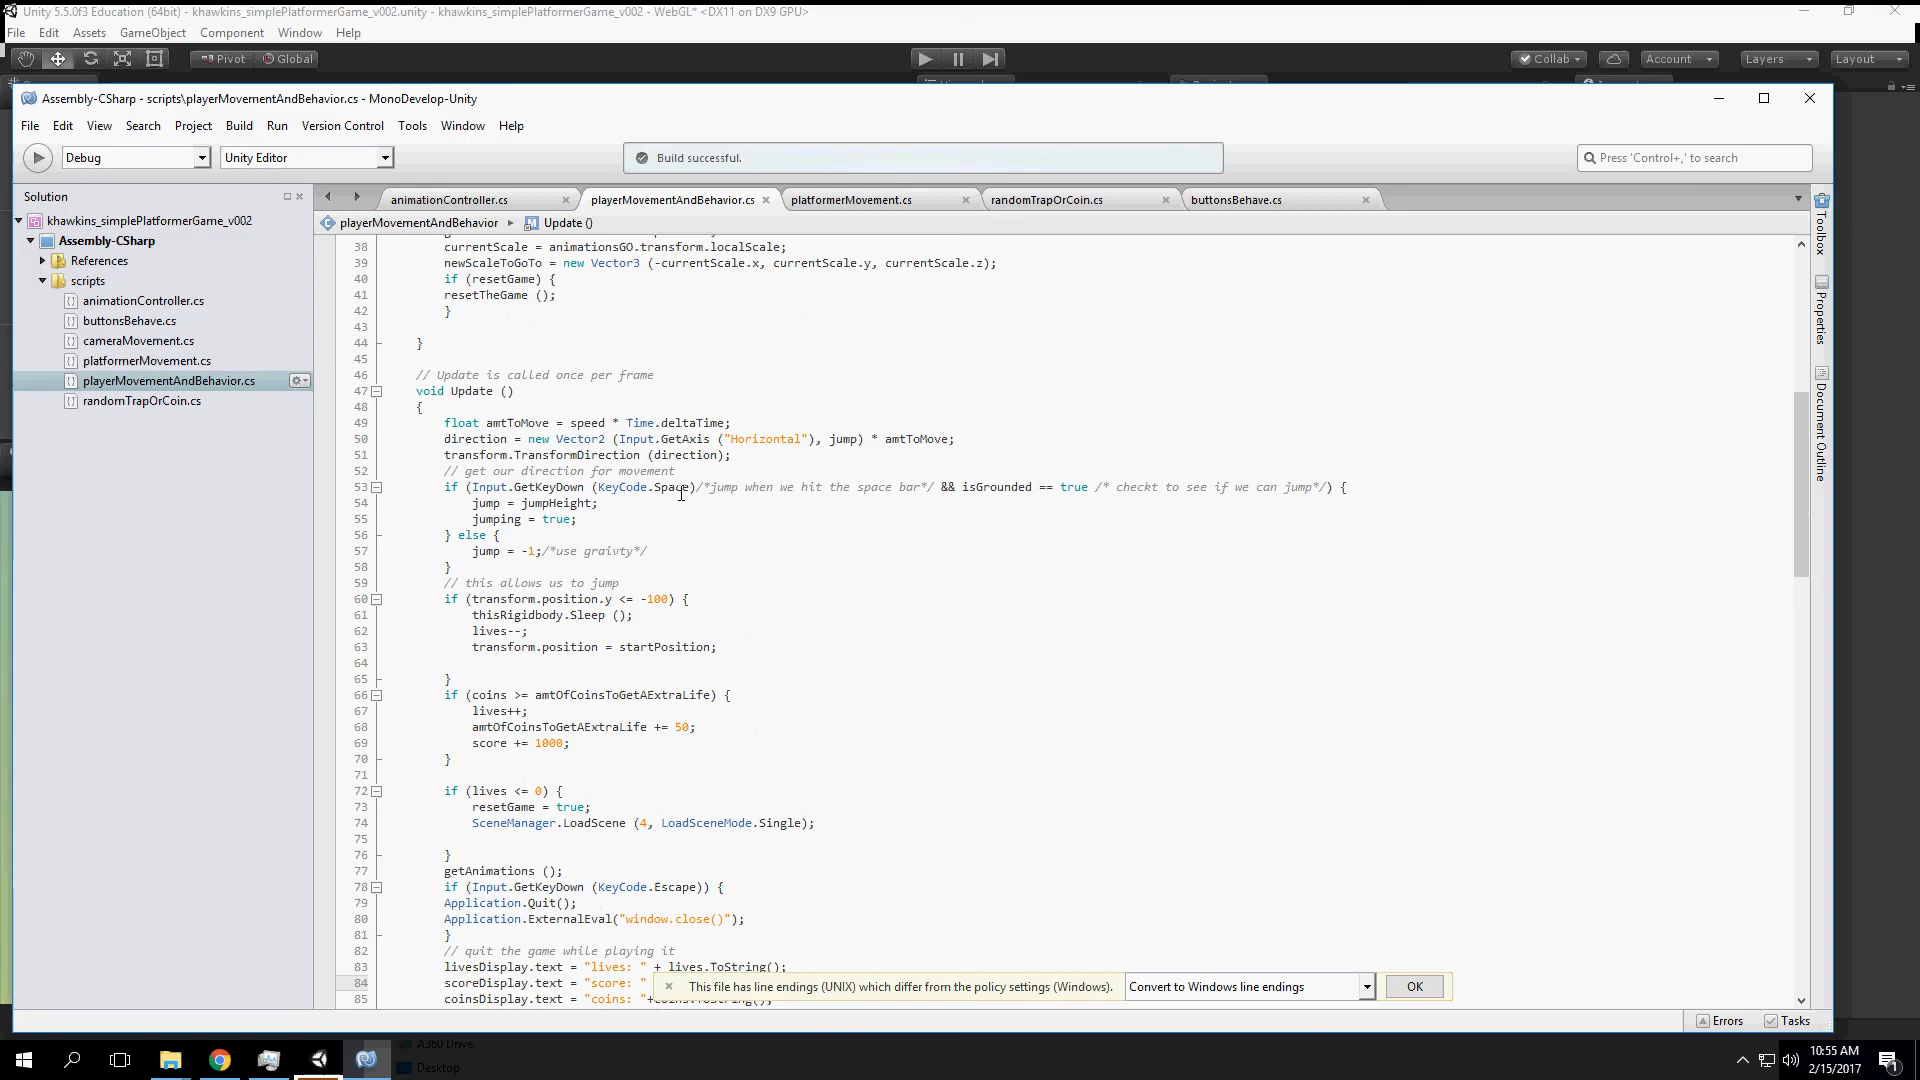 Unity 5.5.0f3 Education (64bit) - khawkins_simplePlatformerGame_v002.unity - khawkins_simplePlatformerGame_v002 - WebGL* <DX11 on DX9 GPU>
File Edit Assets GameObject Component Window Help
Pivot Global Collab Account Layers Layout
Assembly-CSharp - scripts\playerMovementAndBehavior.cs - MonoDevelop-Unity
File Edit View Search Project Build Run Version Control Tools Window Help
Debug Unity Editor Build successful. Press 'Control+,' to search
Solution
khawkins_simplePlatformerGame_v002
Assembly-CSharp
References
scripts
animationController.cs
buttonsBehave.cs
cameraMovement.cs
platformerMovement.cs
playerMovementAndBehavior.cs
randomTrapOrCoin.cs
animationController.cs playerMovementAndBehavior.cs platformerMovement.cs randomTrapOrCoin.cs buttonsBehave.cs
playerMovementAndBehavior Update ()
38 currentScale = animationsGO.transform.localScale;
39 newScaleToGoTo = new Vector3 (-currentScale.x, currentScale.y, currentScale.z);
40 if (resetGame) {
41 resetTheGame ();
42 }
43
44 }
45
46 // Update is called once per frame
47 void Update ()
48 {
49 float amtToMove = speed * Time.deltaTime;
50 direction = new Vector2 (Input.GetAxis ("Horizontal"), jump) * amtToMove;
51 transform.TransformDirection (direction);
52 // get our direction for movement
53 if (Input.GetKeyDown (KeyCode.Space)/*jump when we hit the space bar*/ && isGrounded == true /* checkt to see if we can jump*/) {
54 jump = jumpHeight;
55 jumping = true;
56 } else {
57 jump = -1;/*use graivty*/
58 }
59 // this allows us to jump
60 if (transform.position.y <= -100) {
61 thisRigidbody.Sleep ();
62 lives--;
63 transform.position = startPosition;
64
65 }
66 if (coins >= amtOfCoinsToGetAExtraLife) {
67 lives++;
68 amtOfCoinsToGetAExtraLife += 50;
69 score += 1000;
70 }
71
72 if (lives <= 0) {
73 resetGame = true;
74 SceneManager.LoadScene (4, LoadSceneMode.Single);
75
76 }
77 getAnimations ();
78 if (Input.GetKeyDown (KeyCode.Escape)) {
79 Application.Quit();
80 Application.ExternalEval("window.close()");
81 }
82 // quit the game while playing it
83 livesDisplay.text = "lives: " + lives.ToString();
84 scoreDisplay.text = "score: "
85 coinsDisplay.text = "coins: "+
This file has line endings (UNIX) which differ from the policy settings (Windows). Convert to Windows line endings OK
Toolbox
Properties
Document Outline
Errors Tasks
A360 Drive
Desktop
10:55 AM
2/15/2017
1